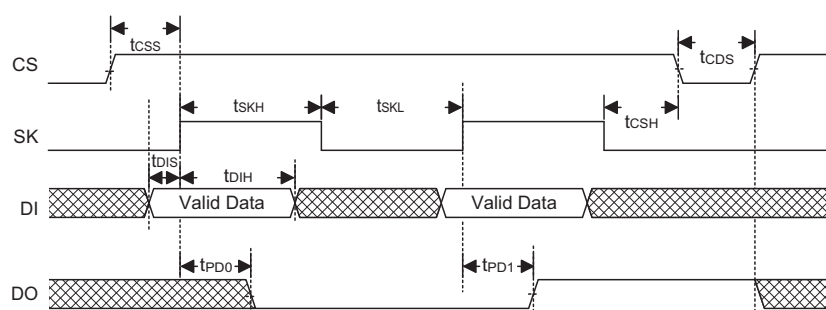 tCSS
CS
tCDS
tSKH
tSKL
SK
tCSH
tDIS
tDIH
DI
Valid Data
Valid Data
tPD0
tPD1
DO